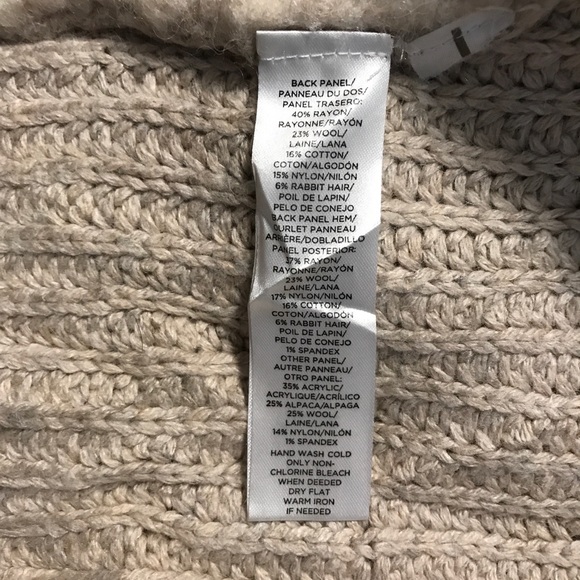 BACK PANEL/
PANNEAU DU DOS/
PANEL TRASERO:
40% RAYON/
RAYONNE/RAYÓN
23% WOOL/
LAINE/LANA
16% COTTON/
COTON/ALGODÓN
15% NYLON/NILÓN
6% RABBIT HAIR/
POIL DE LAPIN/
PELO DE CONEJO
BACK PANEL HEM/
OURLET PANNEAU
ARRIÈRE/DOBLADILLO
PANEL POSTERIOR:
37% RAYON/
RAYONNE/RAYÓN
23% WOOL/
LAINE/LANA
17% NYLON/NILÓN
16% COTTON/
COTON/ALGODÓN
6% RABBIT HAIR/
POIL DE LAPIN/
PELO DE CONEJO
1% SPANDEX
OTHER PANEL/
AUTRE PANNEAU/
OTRO PANEL:
35% ACRYLIC/
ACRYLIQUE/ACRÍLICO
25% ALPACA/ALPAGA
25% WOOL/
LAINE/LANA
14% NYLON/NILÓN
1% SPANDEX
HAND WASH COLD
ONLY NON-
CHLORINE BLEACH
WHEN DEEDED
DRY FLAT
WARM IRON
IF NEEDED